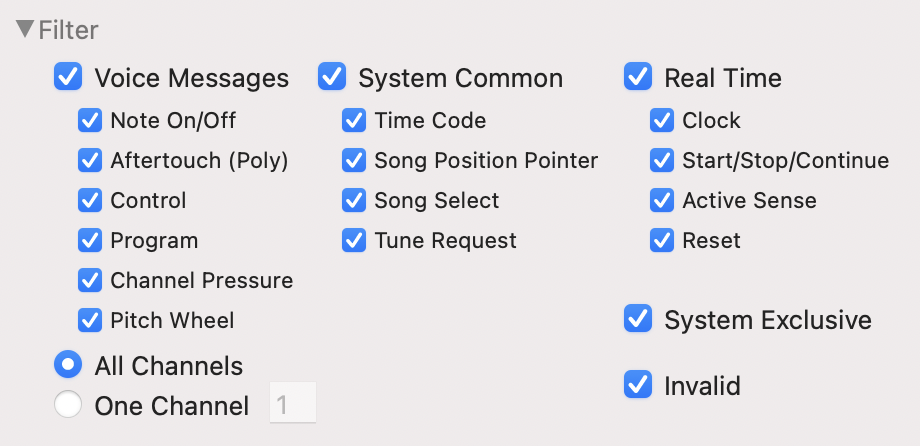 Filter
Voice Messages
Note On/Off
Aftertouch (Poly)
Control
Program
Channel Pressure
Pitch Wheel
All Channels
One Channel 1
System Common
Time Code
Song Position Pointer
Song Select
Tune Request
Real Time
Clock
Start/Stop/Continue
Active Sense
Reset
System Exclusive
Invalid